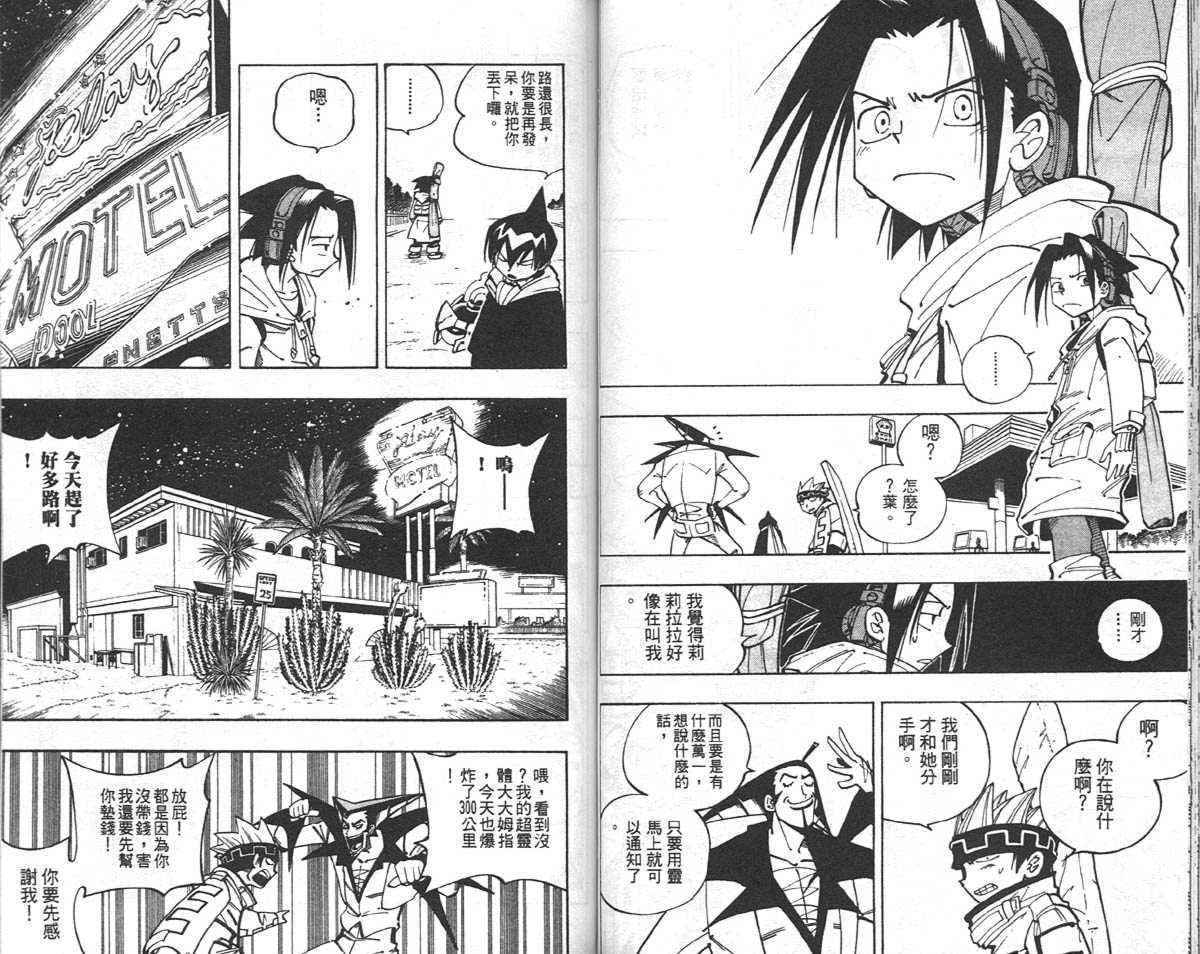 ………
嗯?
怎麼了
?葉。
剛才
……
我覺得莉
莉拉拉好
像在叫我
。
啊?
你在說什
麼啊?
我們剛剛
才和她分
手啊。
而且要是有
什麼萬一,
想說什麼的
話,
只要用靈
馬上就可
以通知了
。
路還很長,
你要是再發
呆,就把你
丟下囉。
………
嗯…
MOTEL
POOL
ENETTS
嗚——
!
MOTEL
今天趕了
好多路啊
!
SPEED
LIMIT
25
喂,看到沒
?我的超靈
體大大姆指
,今天也爆
炸了300公里
!
放屁!
都是因為你
沒帶錢,害
我還要先幫
你墊錢!
你要先感
謝我!